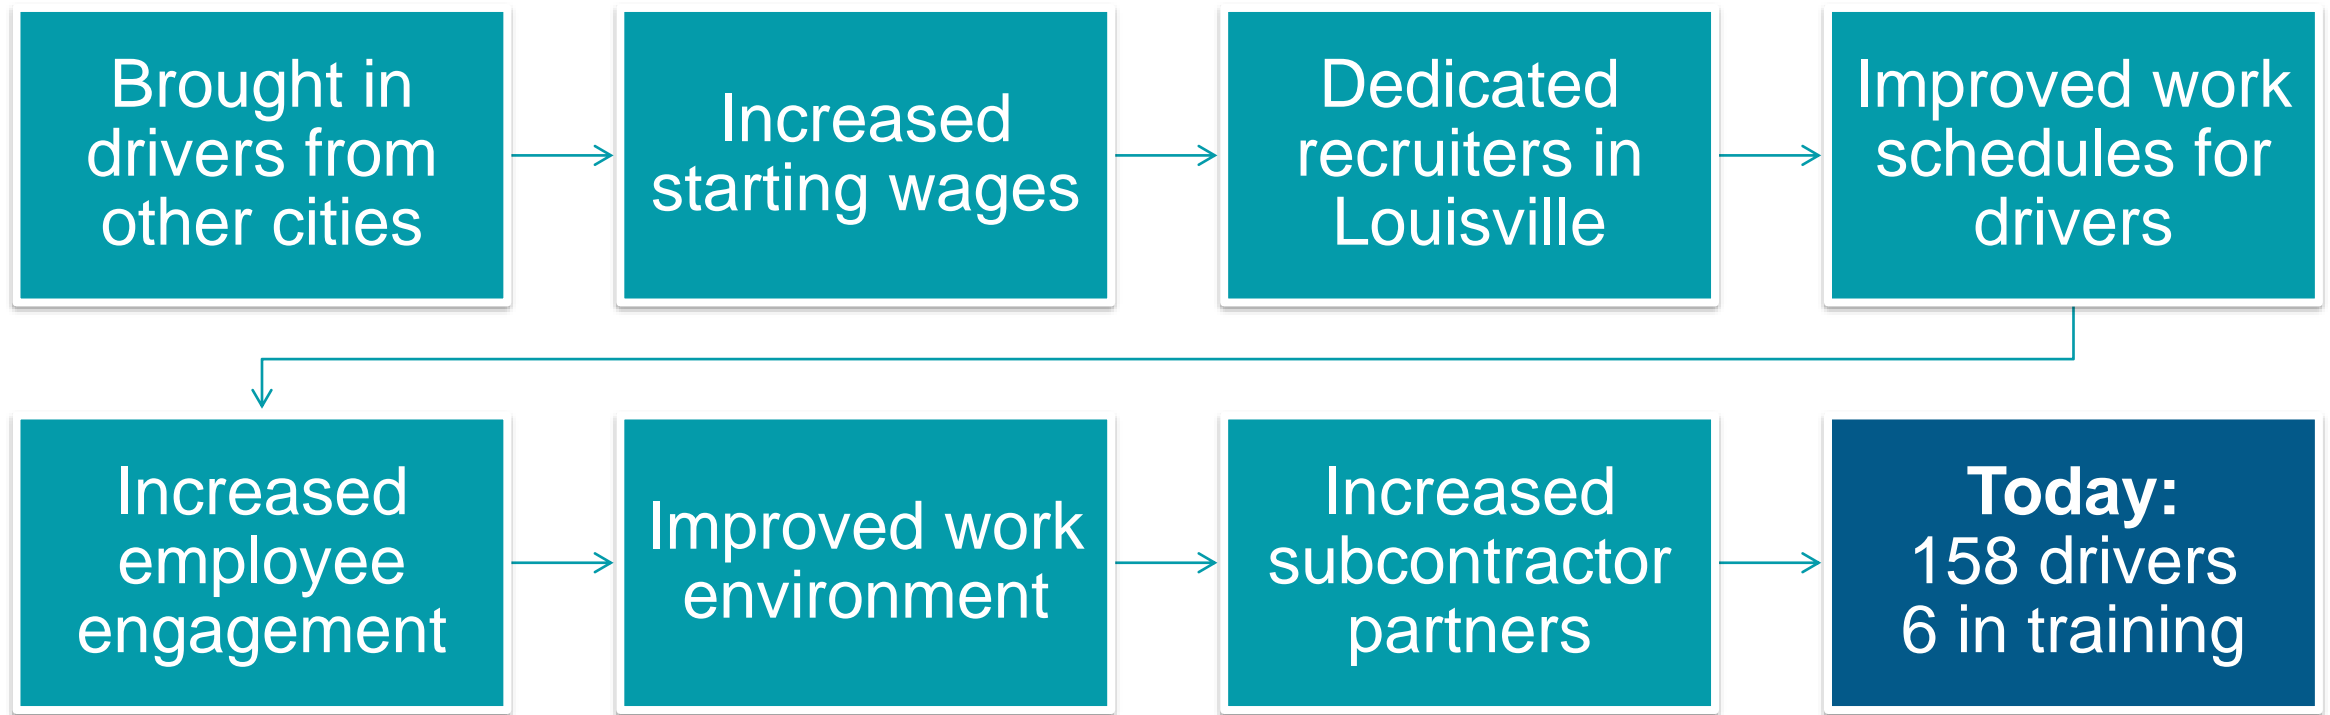 Brought in
drivers from
other cities
Increased
starting wages
Dedicated
recruiters in
Louisville
Improved work
schedules for
drivers
Increased
employee
engagement
Improved work
environment
Increased
subcontractor
partners
Today:
158 drivers
6 in training